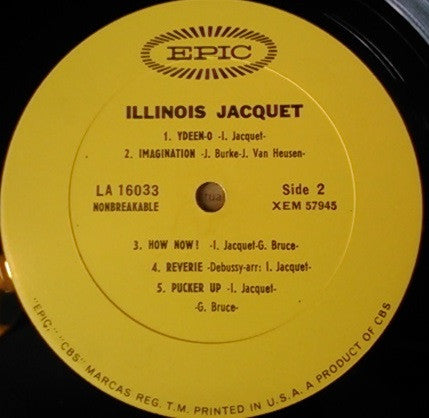 EPIC
ILLINOIS JACQUET
1. YDEEN-O -I. Jacquet-
2. IMAGINATION -J. Burke-J. Van Heusen-
LA 16033
NONBREAKABLE
Side 2
XEM 57945
3. HOW NOW! -I. Jacquet-G. Bruce-
4. REVERIE -Debussy-arr: I. Jacquet-
5. PUCKER UP -I. Jacquet-
-G. Bruce-
"EPIC," "CBS" MARCAS REG. T.M. PRINTED IN U.S.A. A PRODUCT OF CBS